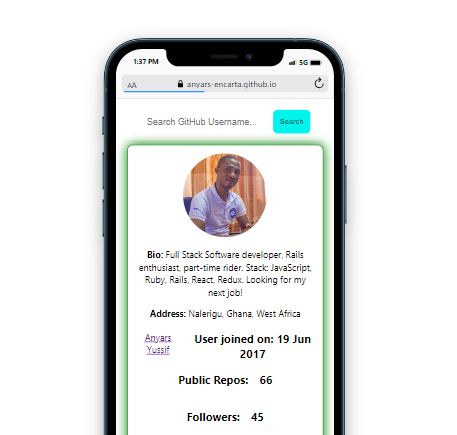 1:37 PM
5G
AA
anyars-encarta.github.io
Search GitHub Username...
Search
Bio: Full Stack Software developer, Rails
enthusiast, part-time rider. Stack: JavaScript,
Ruby, Rails, React, Redux. Looking for my
next job!
Address: Nalerigu, Ghana, West Africa
Anyars
Yussif
User joined on: 19 Jun
2017
Public Repos: 66
Followers: 45